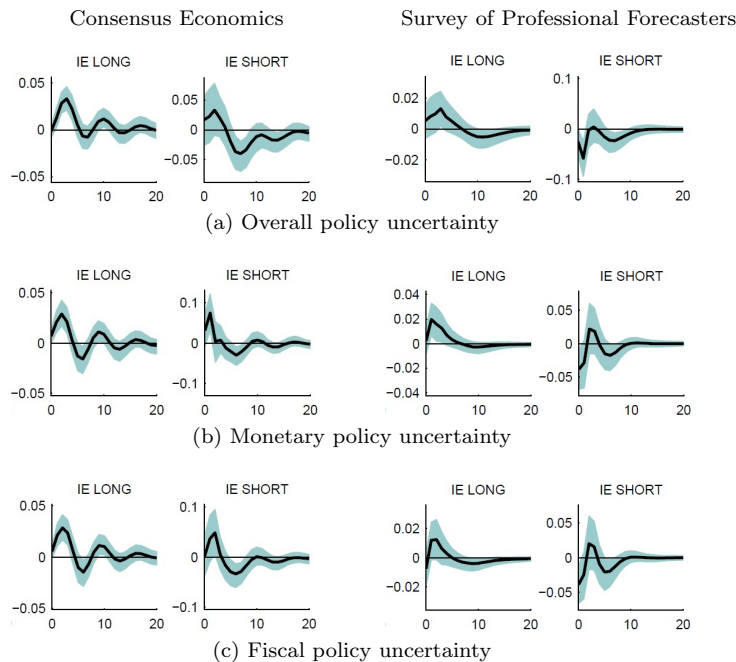 Consensus Economics Survey of Professional Forecasters
IE LONG IE SHORT IE LONG IE SHORT
0.05 0.05 0.02 0.1
0 0 0 0
−0.05 −0.05 −0.02 −0.1
0 10 20 0 10 20 0 10 20 0 10 20
(a) Overall policy uncertainty
IE LONG IE SHORT IE LONG IE SHORT
0.05 0.1 0.04 0.05
0.02
0 0 0 0
−0.02
−0.05 −0.1 −0.04 −0.05
0 10 20 0 10 20 0 10 20 0 10 20
(b) Monetary policy uncertainty
IE LONG IE SHORT IE LONG IE SHORT
0.05 0.1 0.02 0.05
0 0 0 0
−0.05 −0.1 −0.02 −0.05
0 10 20 0 10 20 0 10 20 0 10 20
(c) Fiscal policy uncertainty